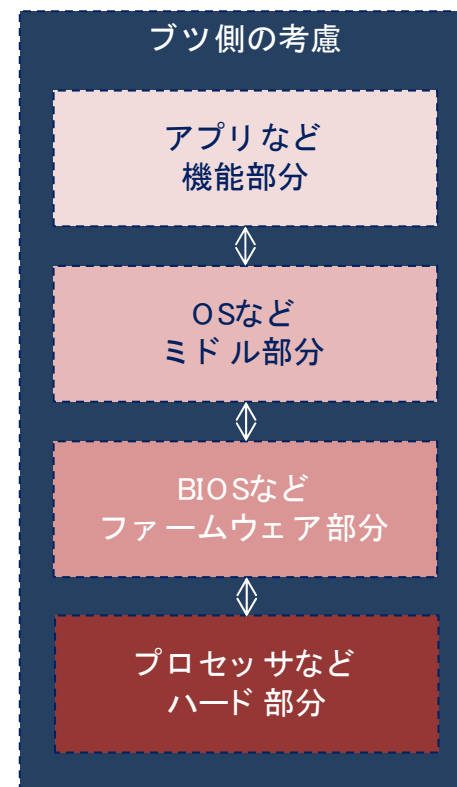 ブツ側の考慮
アプリなど
機能部分
OSなど
ミドル部分
BIOSなど
ファームウェア部分
プロセッサなど
ハード部分